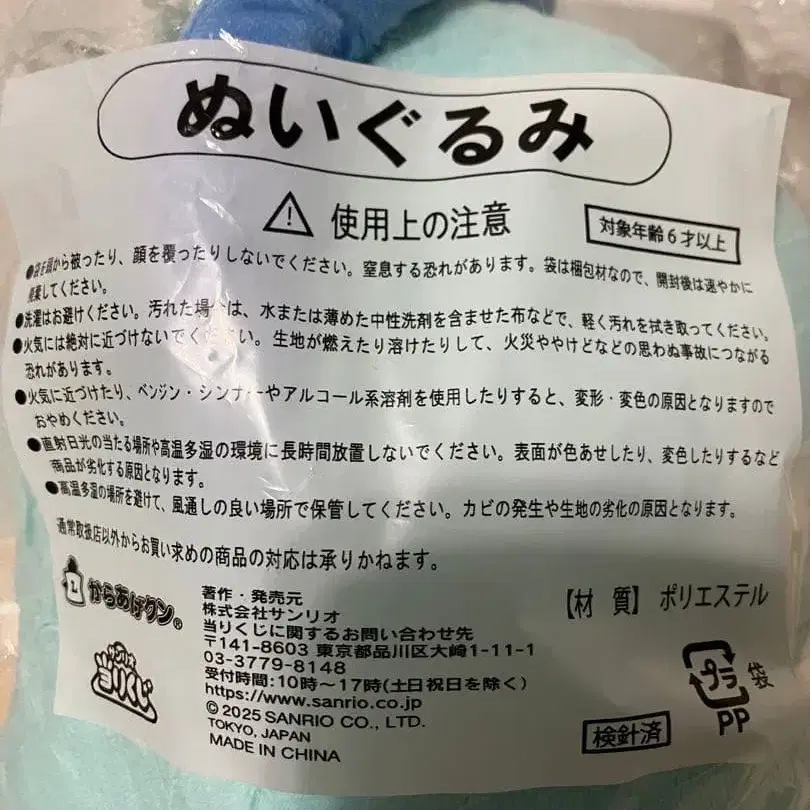 ぬいぐるみ
使用上の注意
対象年齢6才以上
●袋を頭から被ったり、顔を覆ったりしないでください。窒息する恐れがあります。袋は梱包材なので、開封後は速やかに
廃棄してください。
●洗濯はお避けください。汚れた場合は、水または薄めた中性洗剤を含ませた布などで、軽く汚れを拭き取ってください。
●火気には絶対に近づけないでください。生地が燃えたり溶けたりして、火災ややけどなどの思わぬ事故につながる
恐れがあります。
●火気に近づけたり、ベンジン・シンナーやアルコール系溶剤を使用したりすると、変形・変色の原因となりますので
おやめください。
●直射日光の当たる場所や高温多湿の環境に長時間放置しないでください。表面が色あせしたり、変色したりするなど
商品が劣化する原因となります。
●高温多湿の場所を避けて、風通しの良い場所で保管してください。カビの発生や生地の劣化の原因となります。
通常取扱店以外からお買い求めの商品の対応は承りかねます。
L
からあげクン®
サンリオ
当りくじ
著作・発売元
株式会社サンリオ
当りくじに関するお問い合わせ先
〒141-8603 東京都品川区大崎1-11-1
03-3779-8148
受付時間:10時～17時(土日祝日を除く)
https://www.sanrio.co.jp
© 2025 SANRIO CO., LTD.
TOKYO, JAPAN
MADE IN CHINA
【材 質】 ポリエステル
プラ 袋
PP
検針済